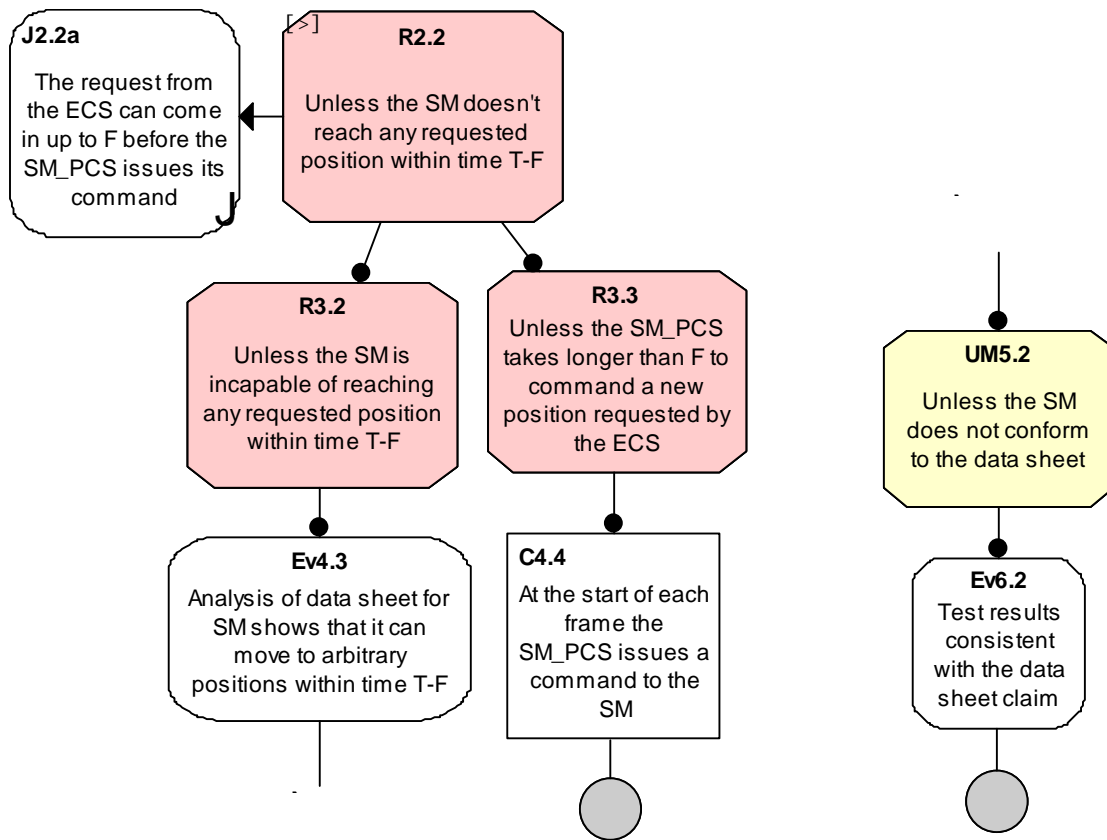 J2.2a
The request from
the ECS can come
in up to F before the
SM_PCS issues its
command
J
[>]
R2.2
Unless the SM doesn't
reach any requested
position within time T-F
R3.2
Unless the SM is
incapable of reaching
any requested position
within time T-F
R3.3
Unless the SM_PCS
takes longer than F to
command a new
position requested by
the ECS
UM5.2
Unless the SM
does not conform
to the data sheet
Ev4.3
Analysis of data sheet for
SM shows that it can
move to arbitrary
positions within time T-F
C4.4
At the start of each
frame the
SM_PCS issues a
command to the
SM
Ev6.2
Test results
consistent
with the data
sheet claim